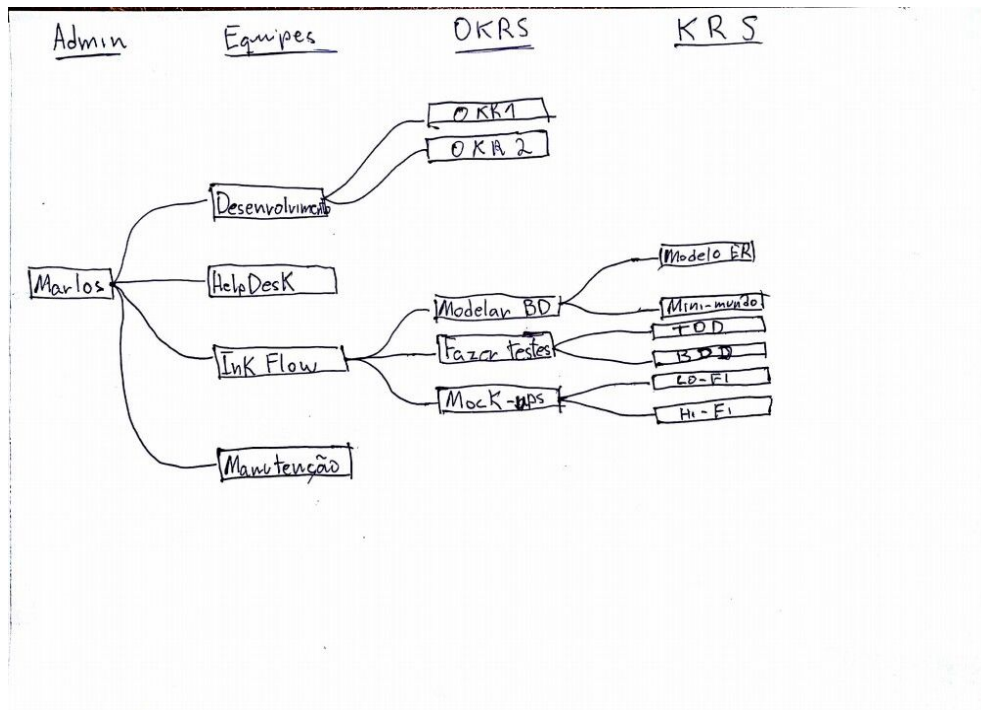 Admin Equipes OKRS KRS
OKR1
OKR 2
Desenvolvimento
Modelo ER
Marlos
HelpDesK
Modelar BD
Mini-mundo
TDD
Fazer testes
BDD
InK Flow
LO-FI
MocK-ups
Hi-Fi
Manutenção